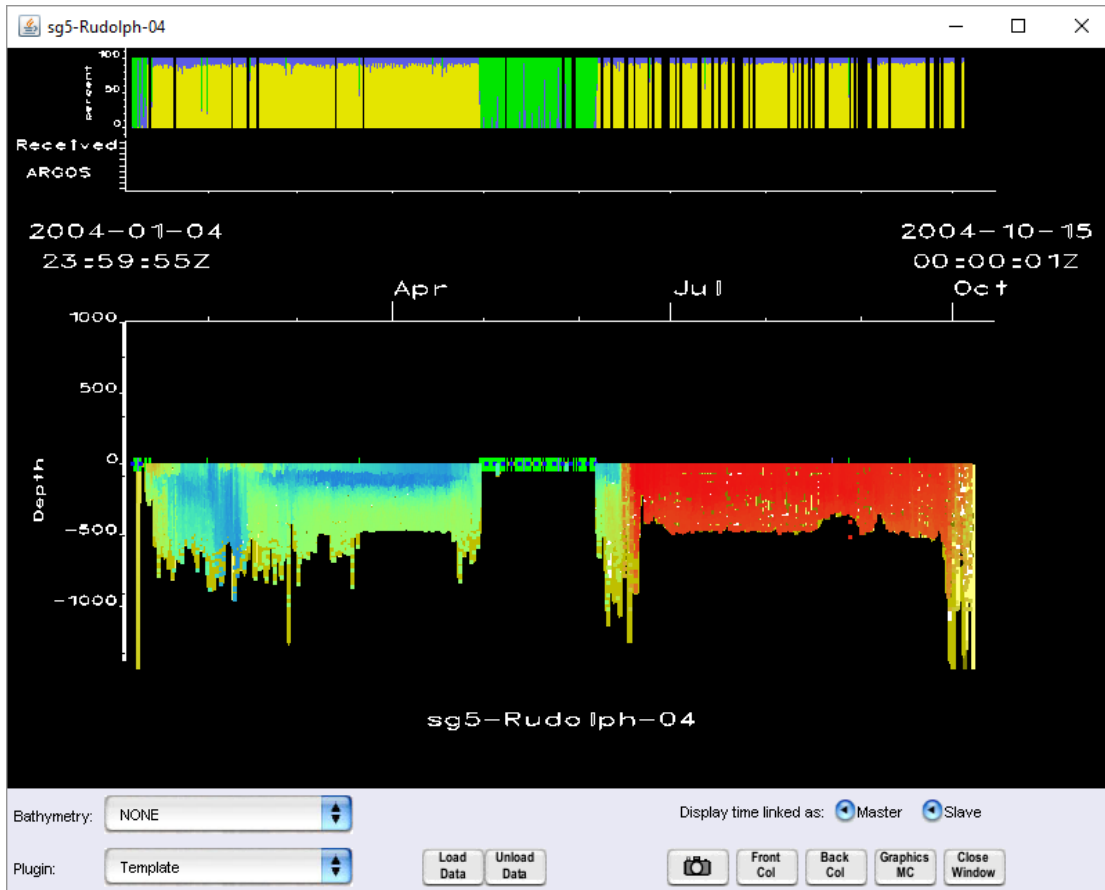 sg5-Rudolph-04
100
percent
50
0
Received
ARGOS
2004-01-04
23:59:55Z
2004-10-15
00:00:01Z
Apr Jul Oct
1000
500
0
Depth
-500
-1000
sg5-Rudolph-04
Bathymetry: NONE
Display time linked as: Master Slave
Plugin: Template
Load Data
Unload Data
Front Col
Back Col
Graphics MC
Close Window